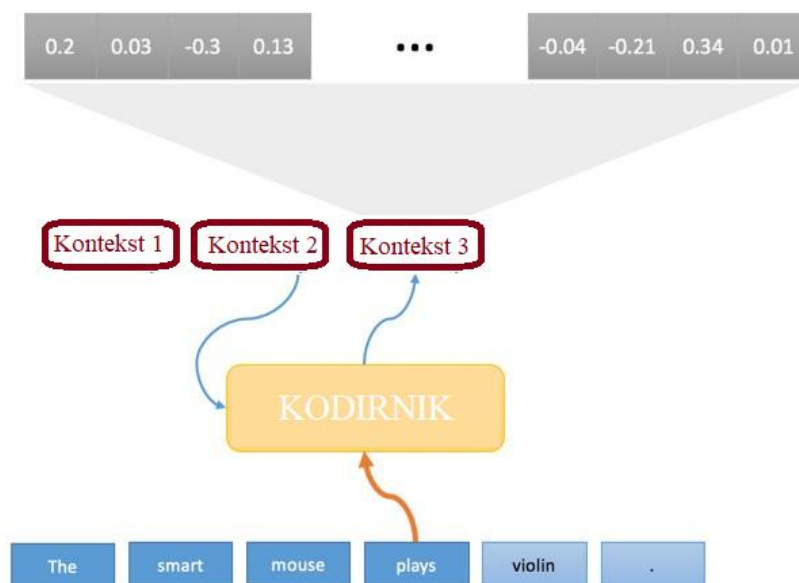 0.2 0.03 -0.3 0.13 ... -0.04 -0.21 0.34 0.01
Kontekst 1 Kontekst 2 Kontekst 3
KODIRNIK
The smart mouse plays violin .